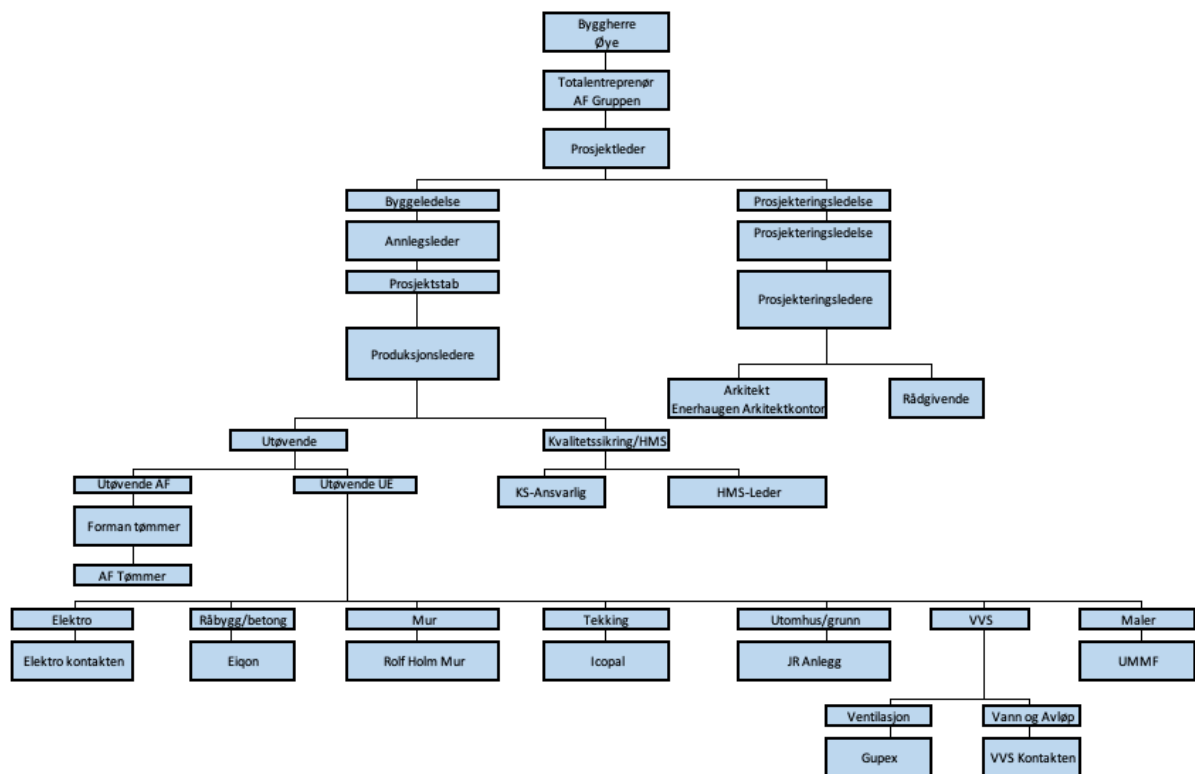 Byggherre
Øye
Totalentreprenør
AF Gruppen
Prosjektleder
Byggeledelse
Prosjekteringsledelse
Annlegsleder
Prosjekteringsledelse
Prosjektstab
Prosjekteringsledere
Produksjonsledere
Arkitekt
Enerhaugen Arkitektkontor
Rådgivende
Utøvende
Kvalitetssikring/HMS
Utøvende AF
Utøvende UE
KS-Ansvarlig
HMS-Leder
Forman tømmer
AF Tømmer
Elektro
Råbygg/betong
Mur
Tekking
Utomhus/grunn
VVS
Maler
Elektro kontakten
Eiqon
Rolf Holm Mur
Icopal
JR Anlegg
UMMF
Ventilasjon
Vann og Avløp
Gupex
VVS Kontakten